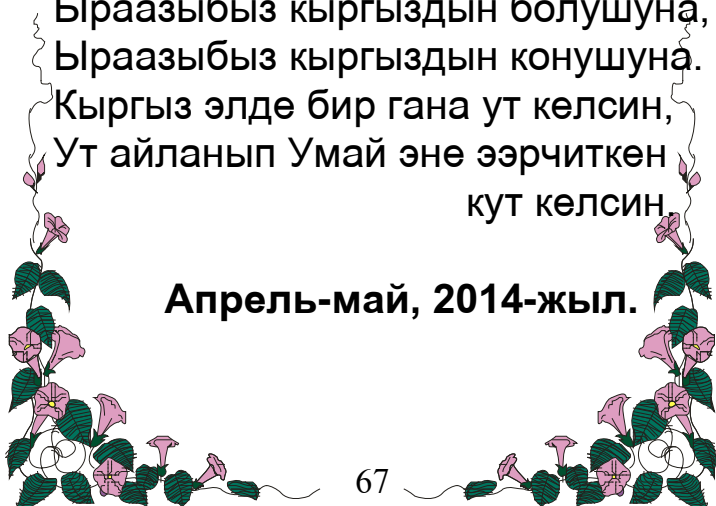 Ыраазыбыз кыргыздын болушуна,
Ыраазыбыз кыргыздын конушуна.
Кыргыз элде бир гана ут келсин,
Ут айланып Умай эне ээрчиткен
кут келсин.
Апрель-май, 2014-жыл.
67